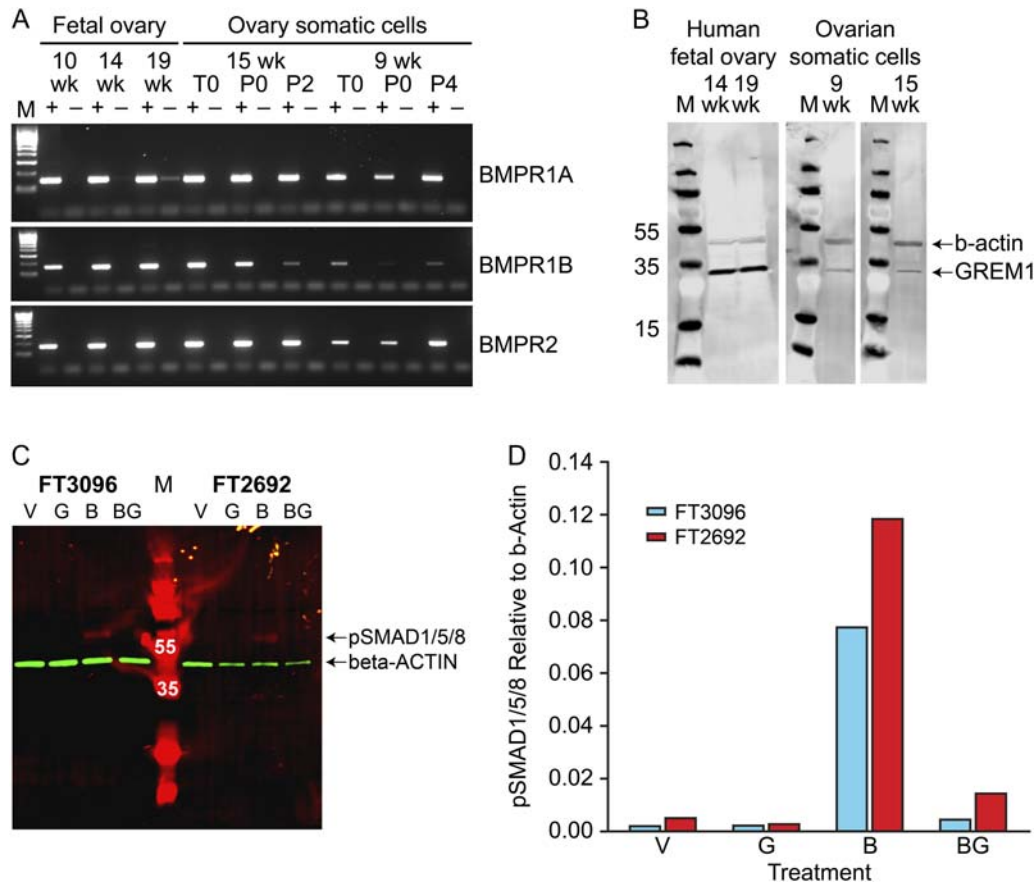 A
Fetal ovary Ovary somatic cells
10 wk 14 wk 19 wk 15 wk 9 wk
T0 P0 P2 T0 P0 P4
M + – + – + – + – + – + – + – + – + –
BMPR1A
BMPR1B
BMPR2
B
Human fetal ovary Ovarian somatic cells
14 19 9 15
M wk wk M wk M wk
55
35
15
b-actin
GREM1
C
FT3096 M FT2692
V G B BG V G B BG
55
35
pSMAD1/5/8
beta-ACTIN
D
pSMAD1/5/8 Relative to b-Actin
0.14
0.12
0.10
0.08
0.06
0.04
0.02
0.00
FT3096
FT2692
V G B BG
Treatment